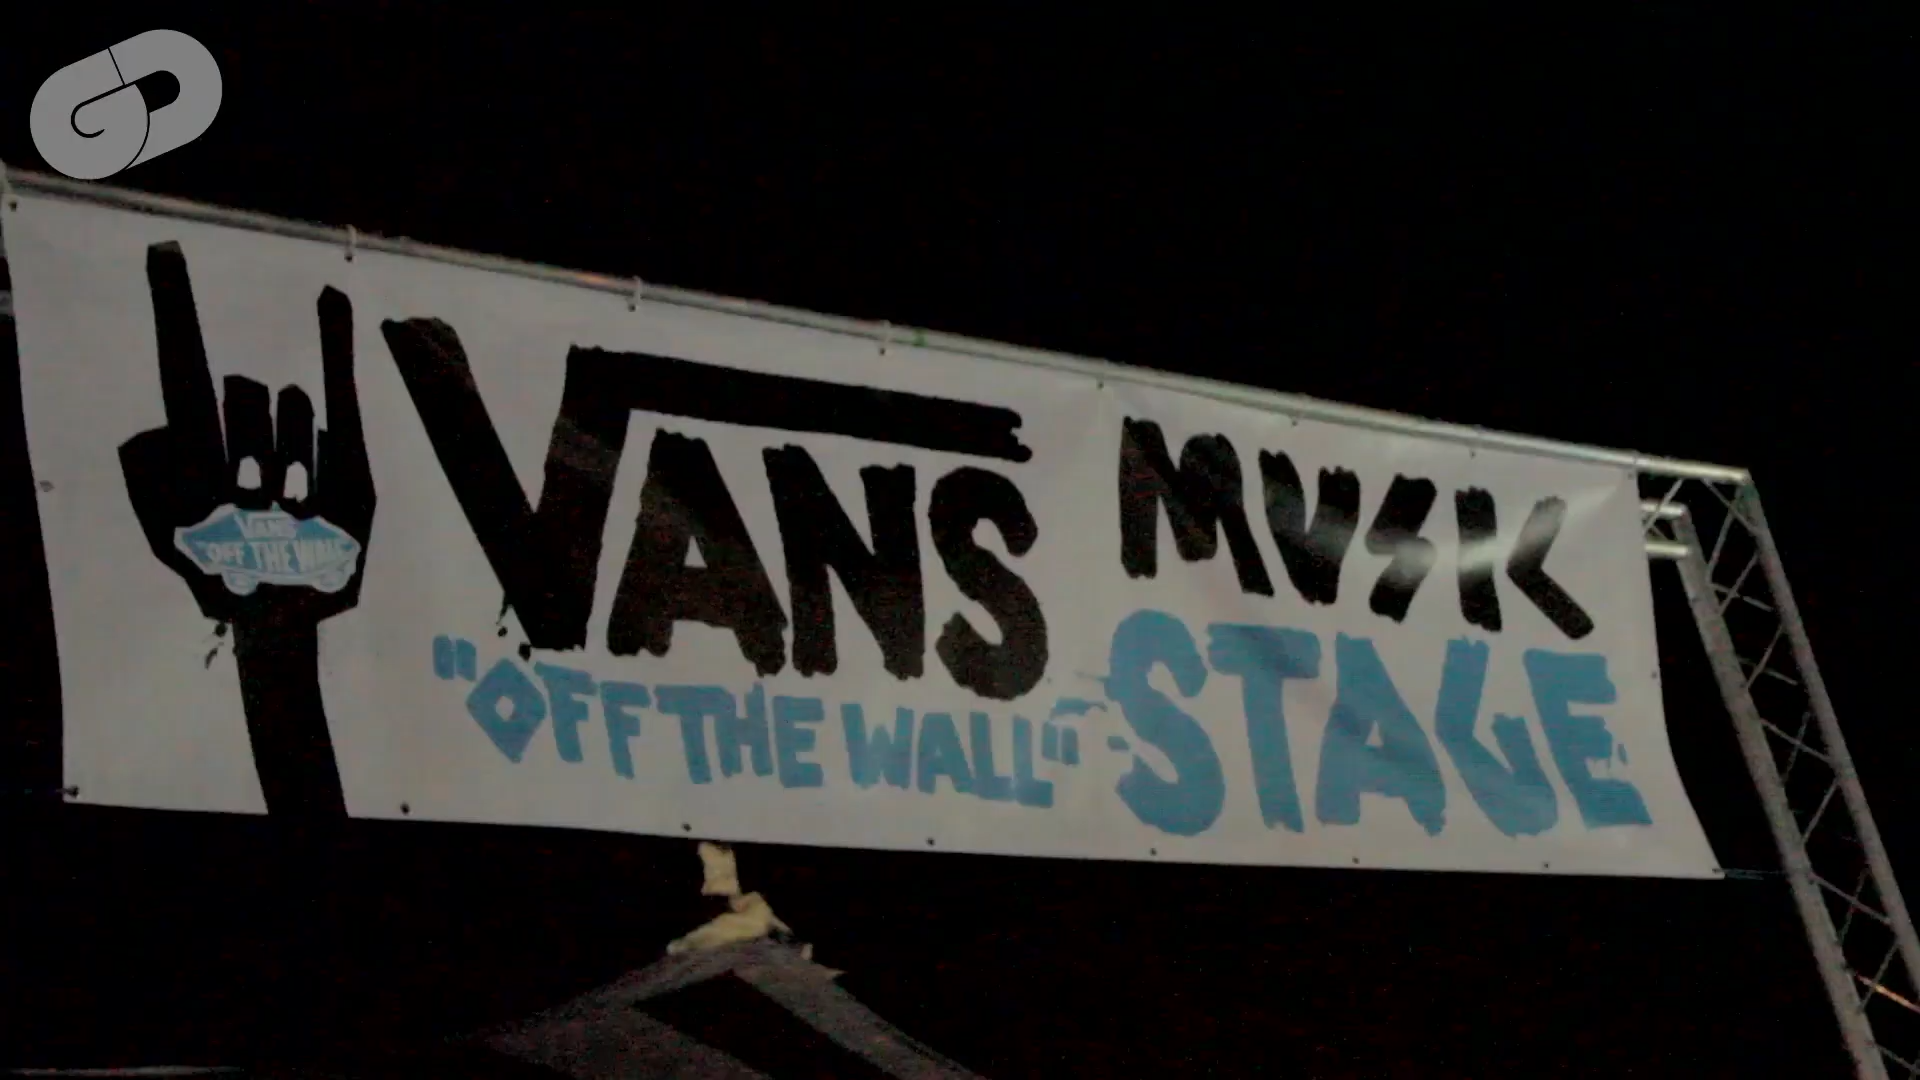 VANS MUSIC
"OFF THE WALL" STAGE
VANS
"OFF THE WALL"